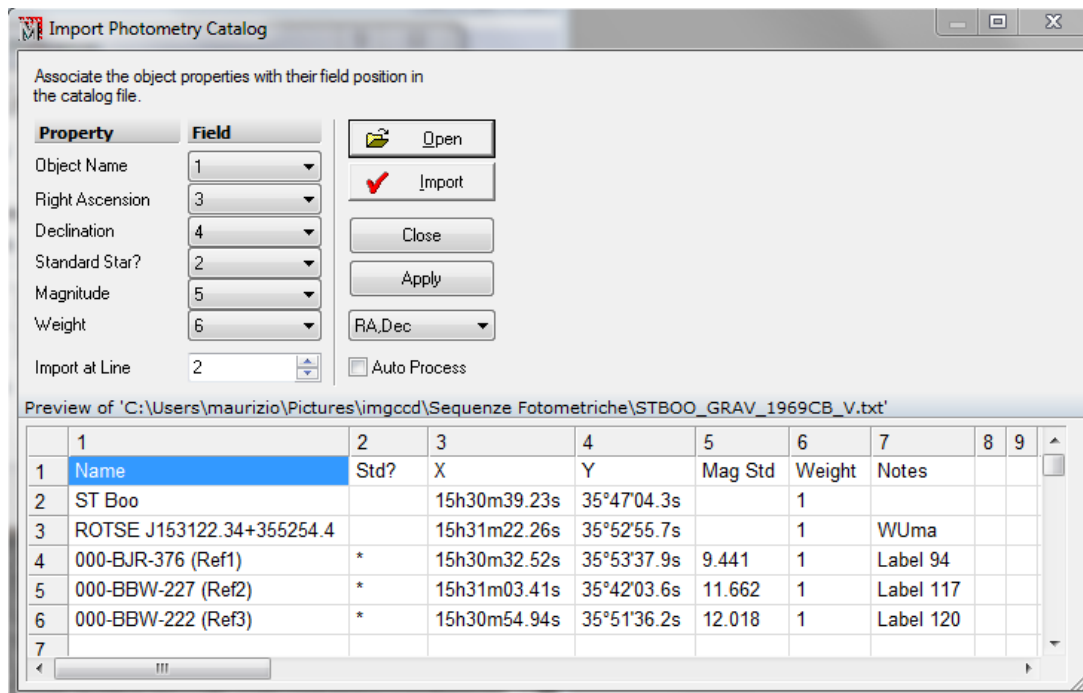 Import Photometry Catalog
Associate the object properties with their field position in
the catalog file.
Property Field
Object Name 1
Right Ascension 3
Declination 4
Standard Star? 2
Magnitude 5
Weight 6
Import at Line 2
Open
Import
Close
Apply
RA,Dec
Auto Process
Preview of 'C:\Users\maurizio\Pictures\imgccd\Sequenze Fotometriche\STBOO_GRAV_1969CB_V.txt'
1 2 3 4 5 6 7 8 9
1 Name Std? X Y Mag Std Weight Notes
2 ST Boo 15h30m39.23s 35°47'04.3s 1
3 ROTSE J153122.34+355254.4 15h31m22.26s 35°52'55.7s 1 WUma
4 000-BJR-376 (Ref1) * 15h30m32.52s 35°53'37.9s 9.441 1 Label 94
5 000-BBW-227 (Ref2) * 15h31m03.41s 35°42'03.6s 11.662 1 Label 117
6 000-BBW-222 (Ref3) * 15h30m54.94s 35°51'36.2s 12.018 1 Label 120
7